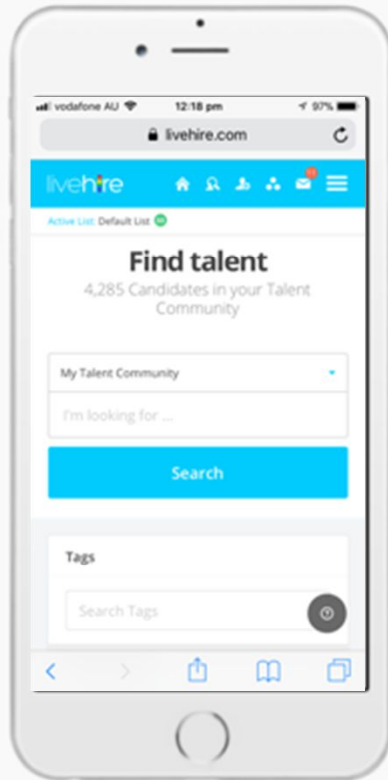 vodafone AU 12:18 pm 97%
livehire.com
livehire
Active List: Default List
Find talent
4,285 Candidates in your Talent
Community
My Talent Community
I'm looking for ...
Search
Tags
Search Tags